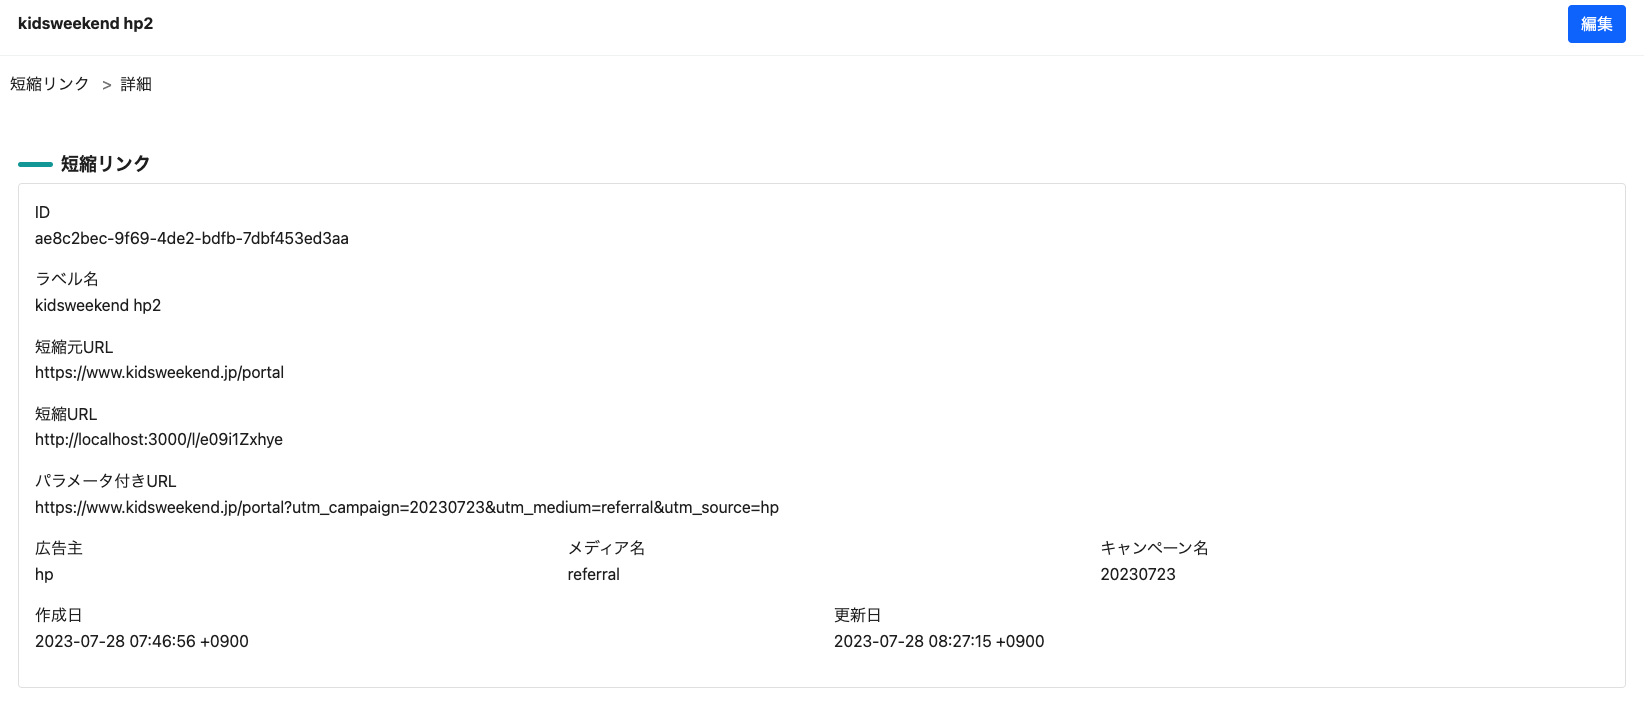 kidsweekend hp2
編集
短縮リンク > 詳細
短縮リンク
ID
ae8c2bec-9f69-4de2-bdfb-7dbf453ed3aa
ラベル名
kidsweekend hp2
短縮元URL
https://www.kidsweekend.jp/portal
短縮URL
http://localhost:3000/l/e09i1Zxhye
パラメータ付きURL
https://www.kidsweekend.jp/portal?utm_campaign=20230723&utm_medium=referral&utm_source=hp
広告主 メディア名 キャンペーン名
hp referral 20230723
作成日 更新日
2023-07-28 07:46:56 +0900 2023-07-28 08:27:15 +0900